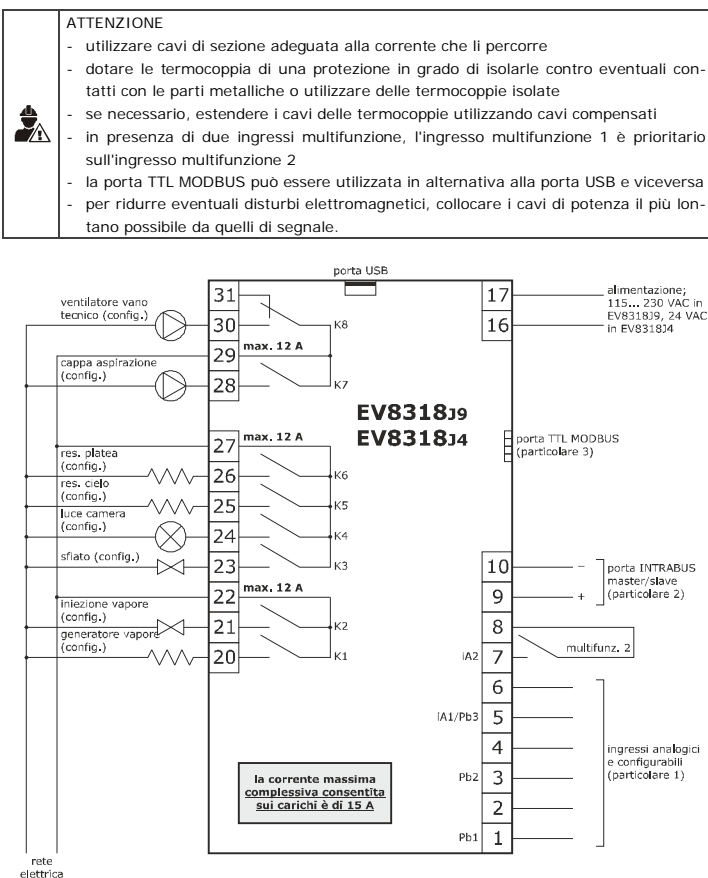 ATTENZIONE
- utilizzare cavi di sezione adeguata alla corrente che li percorre
- dotare le termocoppia di una protezione in grado di isolarle contro eventuali con-
tatti con le parti metalliche o utilizzare delle termocoppie isolate
- se necessario, estendere i cavi delle termocoppie utilizzando cavi compensati
- in presenza di due ingressi multifunzione, l'ingresso multifunzione 1 è prioritario
sull'ingresso multifunzione 2
- la porta TTL MODBUS può essere utilizzata in alternativa alla porta USB e viceversa
- per ridurre eventuali disturbi elettromagnetici, collocare i cavi di potenza il più lon-
tano possibile da quelli di segnale.
porta USB
31
ventilatore vano
tecnico (config.)
30
K8
29
max. 12 A
cappa aspirazione
(config.)
28
K7
27
max. 12 A
res. platea
(config.)
26
K6
res. cielo
(config.)
25
K5
luce camera
(config.)
24
K4
sfiato (config.)
23
K3
22
max. 12 A
iniezione vapore
(config.)
21
K2
generatore vapore
(config.)
20
K1
EV8318J9
EV8318J4
17
16
alimentazione;
115... 230 VAC in
EV8318J9, 24 VAC
in EV8318J4
porta TTL MODBUS
(particolare 3)
10
−
9
+
porta INTRABUS
master/slave
(particolare 2)
8
multifunz. 2
iA2
7
6
iA1/Pb3
5
4
Pb2
3
2
Pb1
1
ingressi analogici
e configurabili
(particolare 1)
la corrente massima
complessiva consentita
sui carichi è di 15 A
rete
elettrica